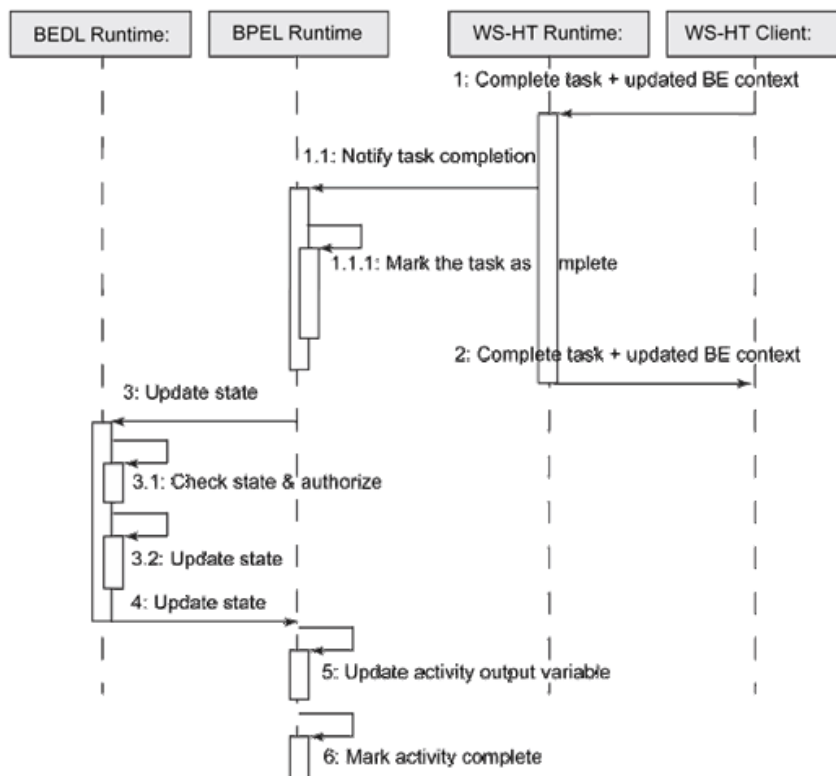 BEDL Runtime:
BPEL Runtime
WS-HT Runtime:
WS-HT Client:
1: Complete task + updated BE context
1.1: Notify task completion
1.1.1: Mark the task as mplete
2: Complete task + updated BE context
3: Update state
3.1: Check state & authorize
3.2: Update state
4: Update state
5: Update activity output variable
6: Mark activity complete